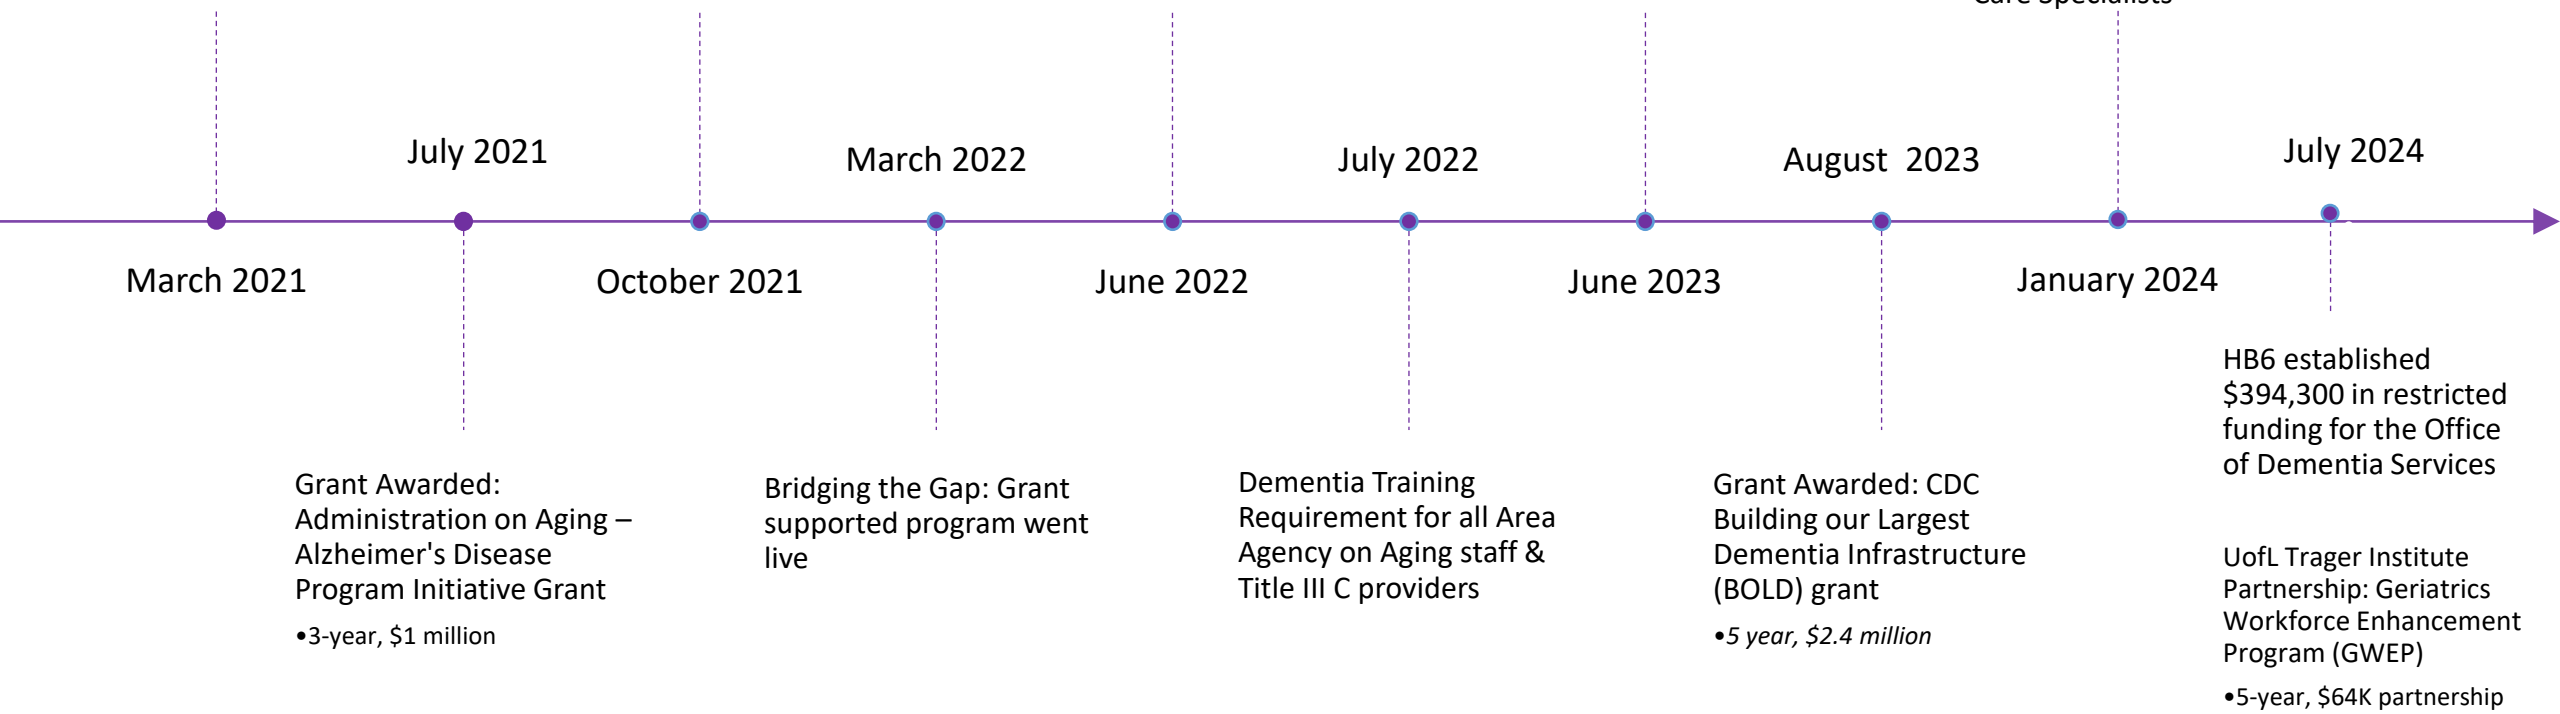 Care Specialists
July 2021
March 2022
July 2022
August  2023
July 2024
March 2021
October 2021
June 2022
June 2023
January 2024
Grant Awarded:
Administration on Aging –
Alzheimer's Disease
Program Initiative Grant
•3-year, $1 million
Bridging the Gap: Grant
supported program went
live
Dementia Training
Requirement for all Area
Agency on Aging staff &
Title III C providers
Grant Awarded: CDC
Building our Largest
Dementia Infrastructure
(BOLD) grant
•5 year, $2.4 million
HB6 established
$394,300 in restricted
funding for the Office
of Dementia Services
UofL Trager Institute
Partnership: Geriatrics
Workforce Enhancement
Program (GWEP)
•5-year, $64K partnership